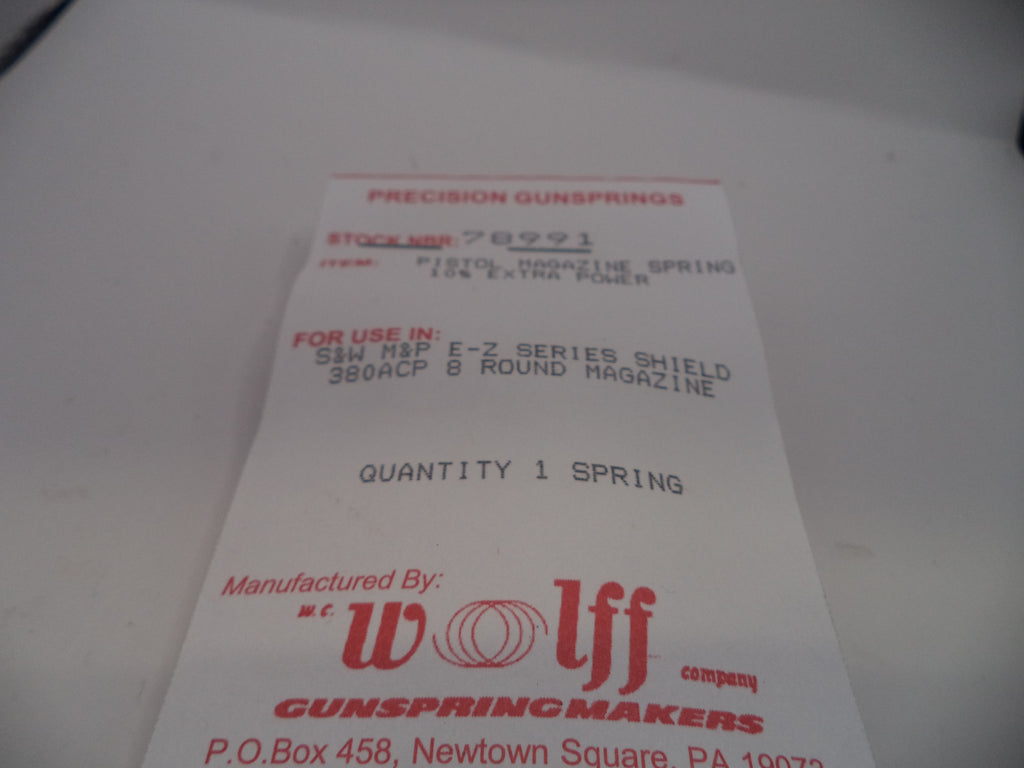 PRECISION GUNSPRINGS
STOCK NBR: 78991
ITEM: PISTOL MAGAZINE SPRING
10% EXTRA POWER
FOR USE IN:
S&W M&P E-Z SERIES SHIELD
380ACP 8 ROUND MAGAZINE
QUANTITY 1 SPRING
Manufactured By:
W.C. Wolff company
GUNSPRINGMAKERS
P.O.Box 458, Newtown Square, PA 19073